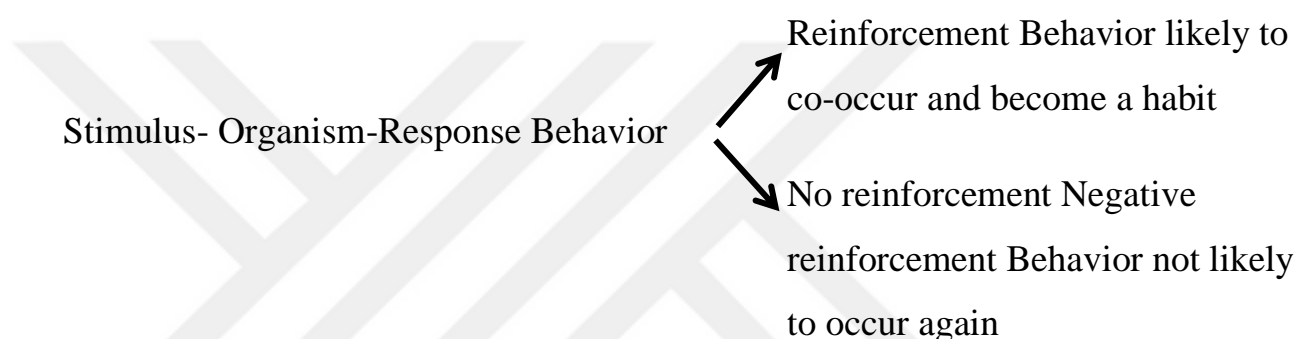 Reinforcement Behavior likely to
co-occur and become a habit
Stimulus- Organism-Response Behavior
No reinforcement Negative
reinforcement Behavior not likely
to occur again